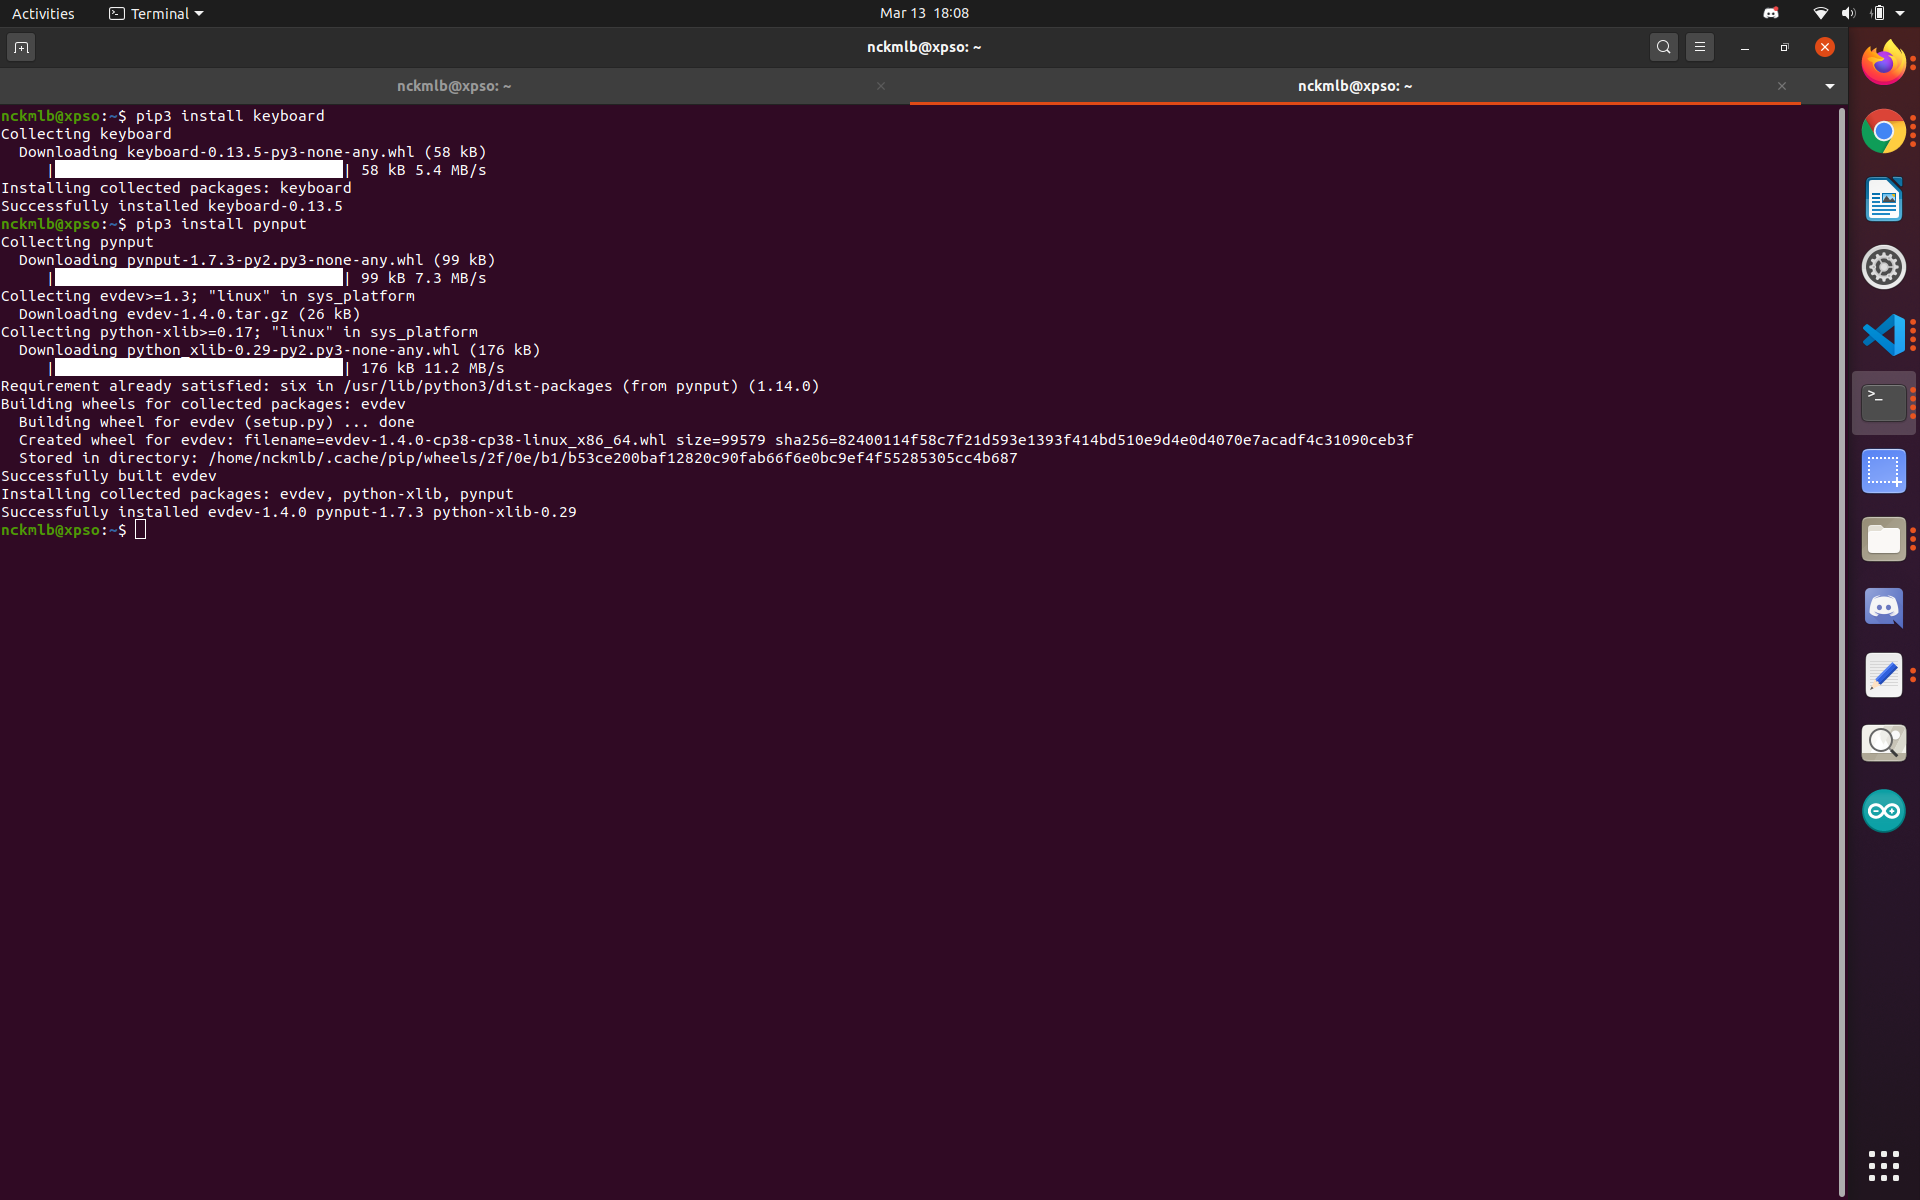 Activities
Terminal
Mar 13 18:08
nckmlb@xpso: ~
nckmlb@xpso: ~
nckmlb@xpso: ~
nckmlb@xpso:~$ pip3 install keyboard
Collecting keyboard
  Downloading keyboard-0.13.5-py3-none-any.whl (58 kB)
     |████████████████████████████████| 58 kB 5.4 MB/s
Installing collected packages: keyboard
Successfully installed keyboard-0.13.5
nckmlb@xpso:~$ pip3 install pynput
Collecting pynput
  Downloading pynput-1.7.3-py2.py3-none-any.whl (99 kB)
     |████████████████████████████████| 99 kB 7.3 MB/s
Collecting evdev>=1.3; "linux" in sys_platform
  Downloading evdev-1.4.0.tar.gz (26 kB)
Collecting python-xlib>=0.17; "linux" in sys_platform
  Downloading python_xlib-0.29-py2.py3-none-any.whl (176 kB)
     |████████████████████████████████| 176 kB 11.2 MB/s
Requirement already satisfied: six in /usr/lib/python3/dist-packages (from pynput) (1.14.0)
Building wheels for collected packages: evdev
  Building wheel for evdev (setup.py) ... done
  Created wheel for evdev: filename=evdev-1.4.0-cp38-cp38-linux_x86_64.whl size=99579 sha256=82400114f58c7f21d593e1393f414bd510e9d4e0d4070e7acadf4c31090ceb3f
  Stored in directory: /home/nckmlb/.cache/pip/wheels/2f/0e/b1/b53ce200baf12820c90fab66f6e0bc9ef4f55285305cc4b687
Successfully built evdev
Installing collected packages: evdev, python-xlib, pynput
Successfully installed evdev-1.4.0 pynput-1.7.3 python-xlib-0.29
nckmlb@xpso:~$